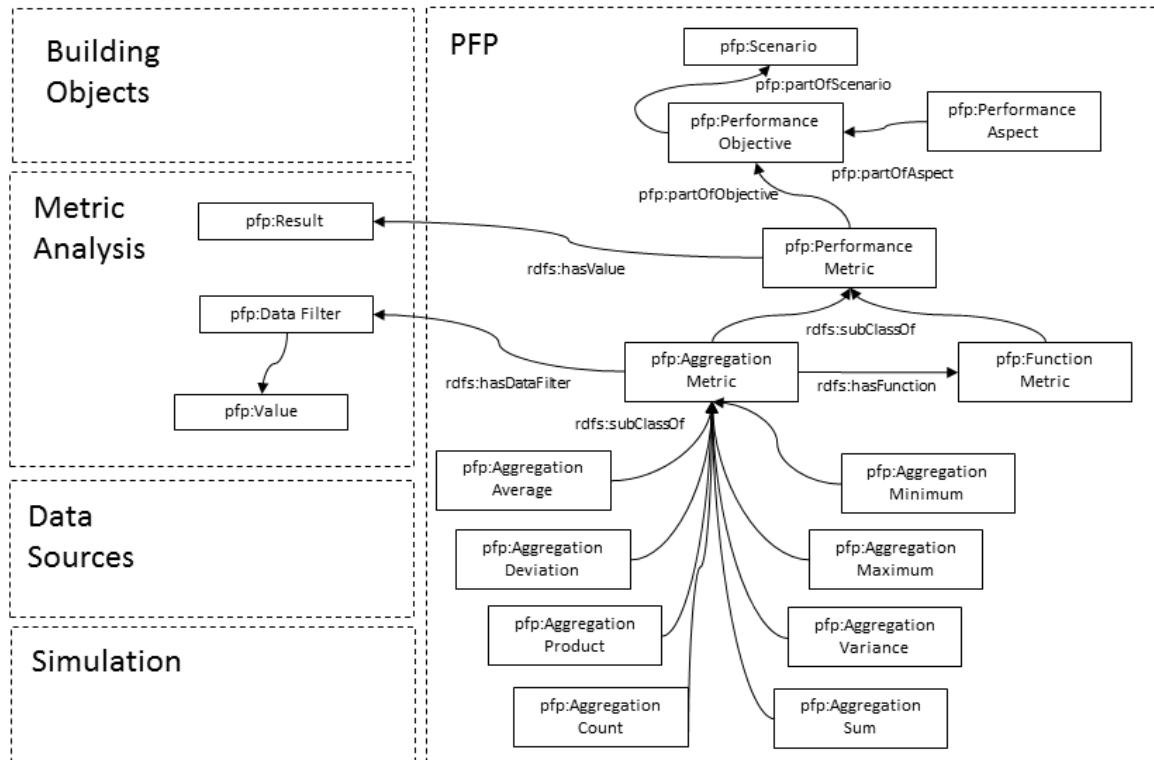 Building
Objects
PFP
pfp:Scenario
pfp:partOfScenario
pfp:Performance
Objective
pfp:Performance
Aspect
pfp:partOfAspect
pfp:partOfObjective
Metric
Analysis
pfp:Result
pfp:Performance
Metric
rdfs:hasValue
pfp:Data Filter
rdfs:subClassOf
pfp:Aggregation
Metric
pfp:Function
Metric
rdfs:hasDataFilter
rdfs:hasFunction
pfp:Value
rdfs:subClassOf
pfp:Aggregation
Average
pfp:Aggregation
Minimum
Data
Sources
pfp:Aggregation
Deviation
pfp:Aggregation
Maximum
pfp:Aggregation
Product
pfp:Aggregation
Variance
Simulation
pfp:Aggregation
Count
pfp:Aggregation
Sum